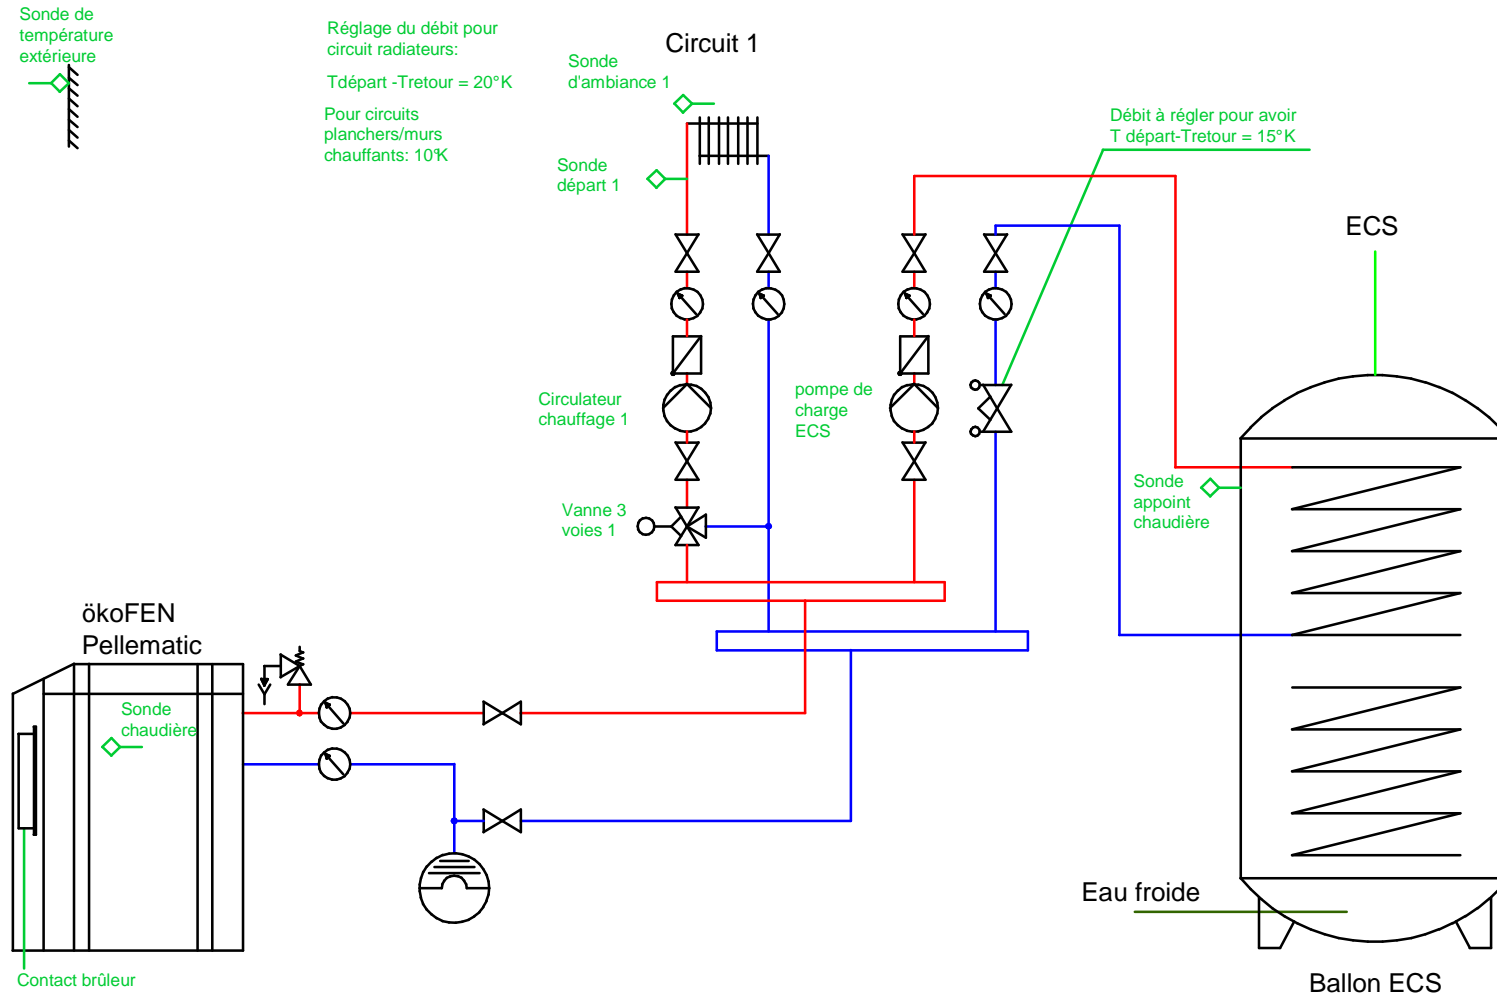 Sonde de
température
extérieure
Réglage du débit pour
circuit radiateurs:
Tdépart -Tretour = 20°K
Pour circuits
planchers/murs
chauffants: 10°K
Circuit 1
Sonde
d'ambiance 1
Sonde
départ 1
Débit à régler pour avoir
T départ-Tretour = 15°K
ECS
Circulateur
chauffage 1
pompe de
charge
ECS
Sonde
appoint
chaudière
Vanne 3
voies 1
ökoFEN
Pellematic
Sonde
chaudière
Eau froide
Contact brûleur
Ballon ECS